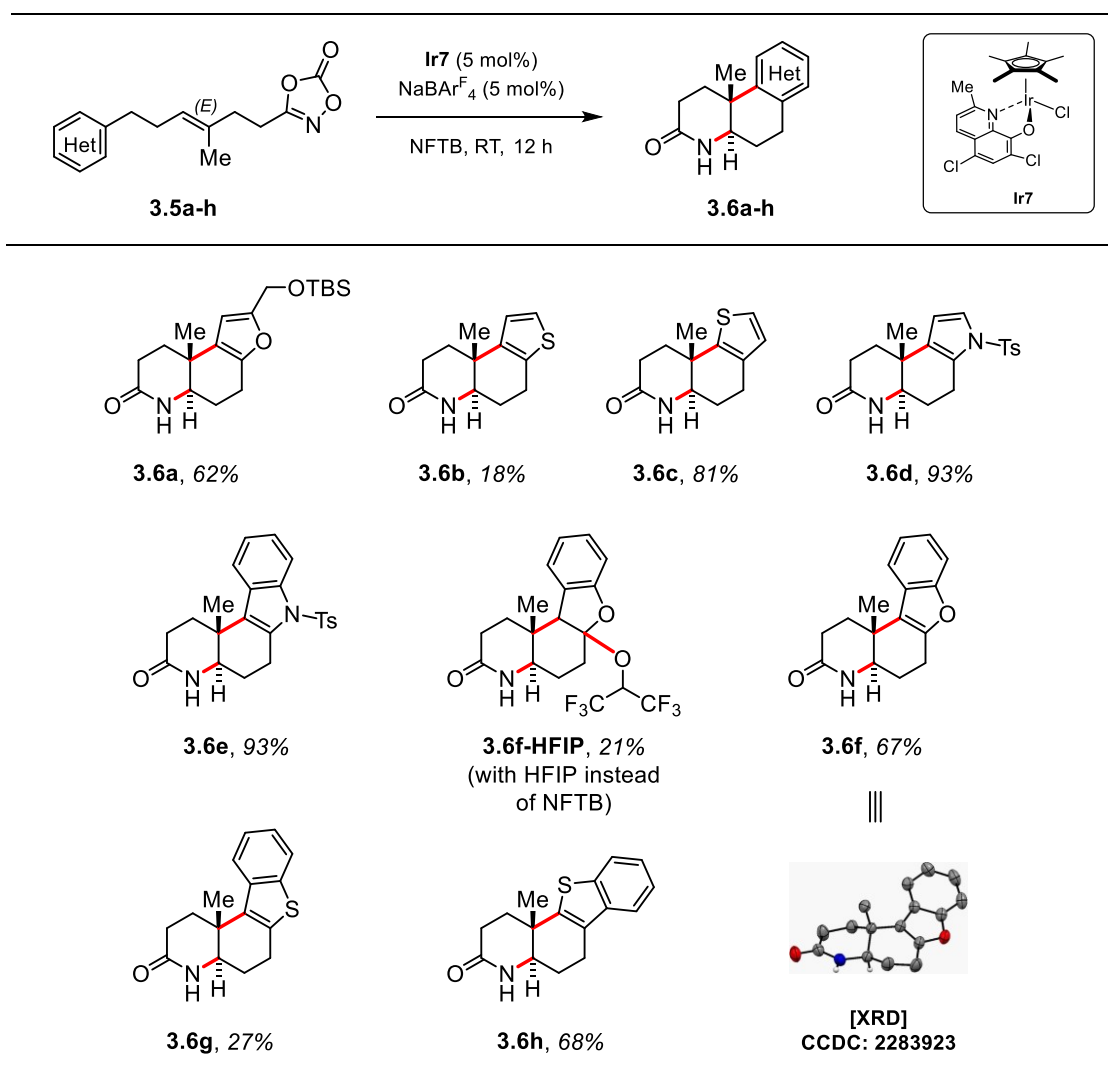 Ir7 (5 mol%)
NaBArF4 (5 mol%)
NFTB, RT, 12 h
Het
(E)
Me
O
O
O
N
3.5a-h
Me
Het
O
N
H
H
3.6a-h
Me
N
Ir
Cl
O
Cl
Cl
Ir7
OTBS
Me
O
O
N
H
H
3.6a, 62%
Me
S
O
N
H
H
3.6b, 18%
Me
S
O
N
H
H
3.6c, 81%
Me
N
Ts
O
N
H
H
3.6d, 93%
Me
N
Ts
O
N
H
H
3.6e, 93%
Me
O
O
O
N
H
H
F3C
CF3
3.6f-HFIP, 21%
(with HFIP instead
of NFTB)
Me
O
O
N
H
H
3.6f, 67%
Me
S
O
N
H
H
3.6g, 27%
Me
S
O
N
H
H
3.6h, 68%
[XRD]
CCDC: 2283923